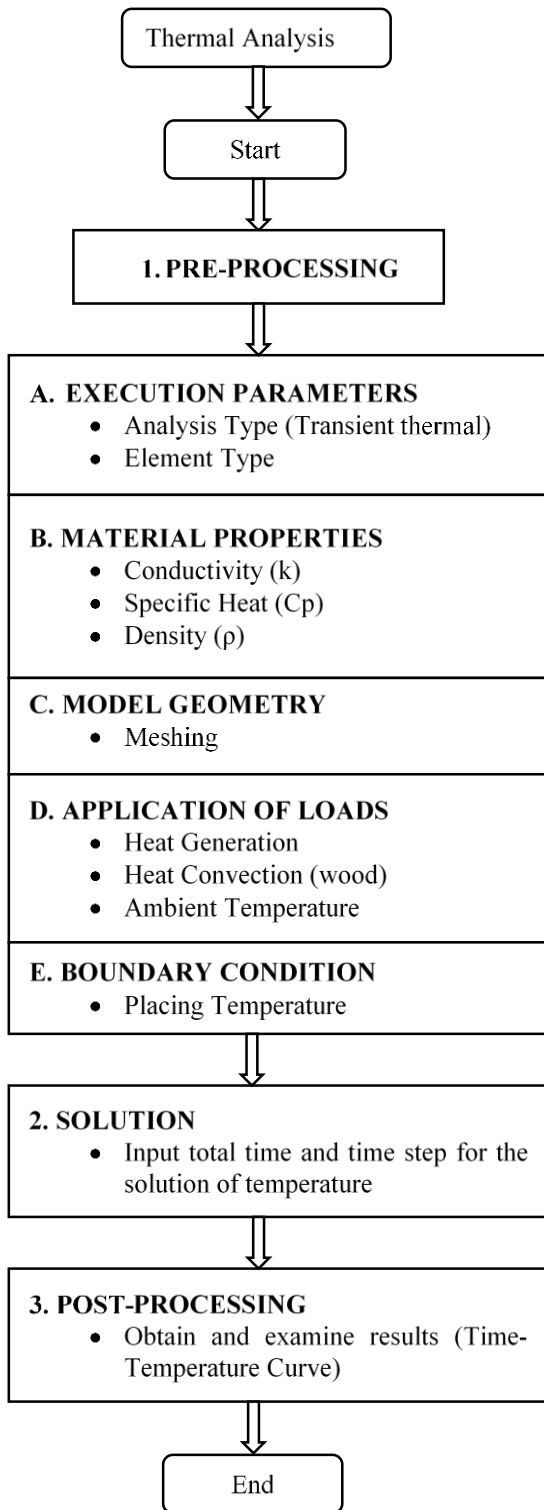 Thermal Analysis
Start
1. PRE-PROCESSING
A. EXECUTION PARAMETERS
• Analysis Type (Transient thermal)
• Element Type
B. MATERIAL PROPERTIES
• Conductivity (k)
• Specific Heat (Cp)
• Density (ρ)
C. MODEL GEOMETRY
• Meshing
D. APPLICATION OF LOADS
• Heat Generation
• Heat Convection (wood)
• Ambient Temperature
E. BOUNDARY CONDITION
• Placing Temperature
2. SOLUTION
• Input total time and time step for the
solution of temperature
3. POST-PROCESSING
• Obtain and examine results (Time-
Temperature Curve)
End